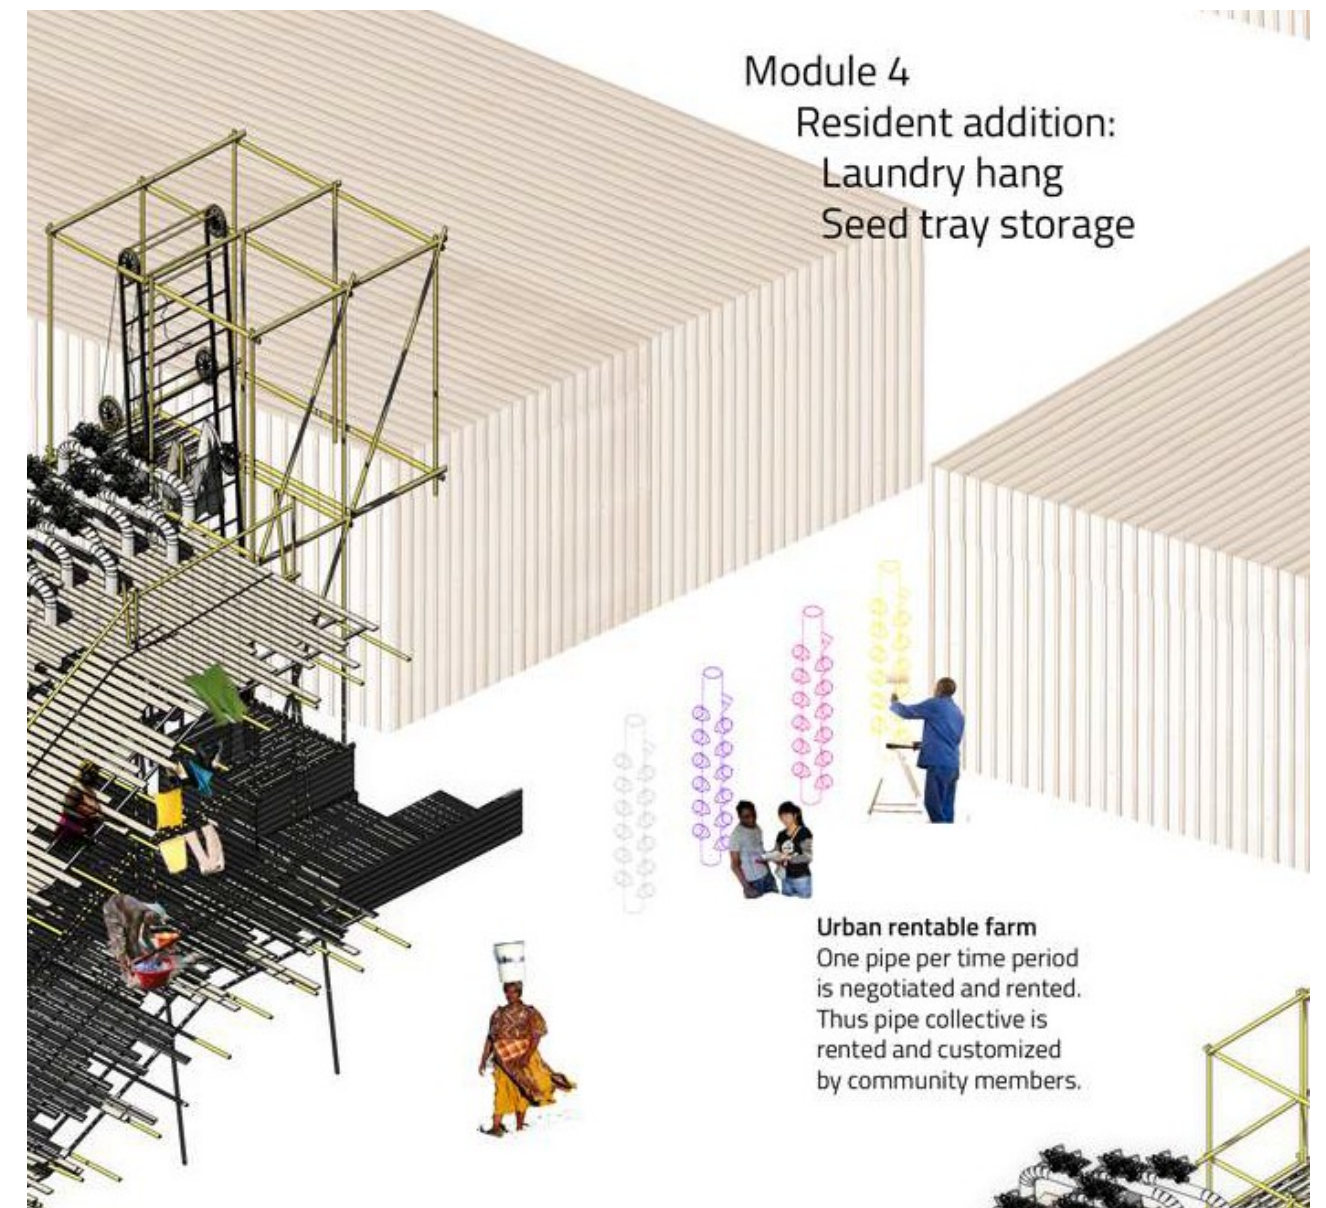 Module 4
Resident addition:
Laundry hang
Seed tray storage
Urban rentable farm
One pipe per time period
is negotiated and rented.
Thus pipe collective is
rented and customized
by community members.